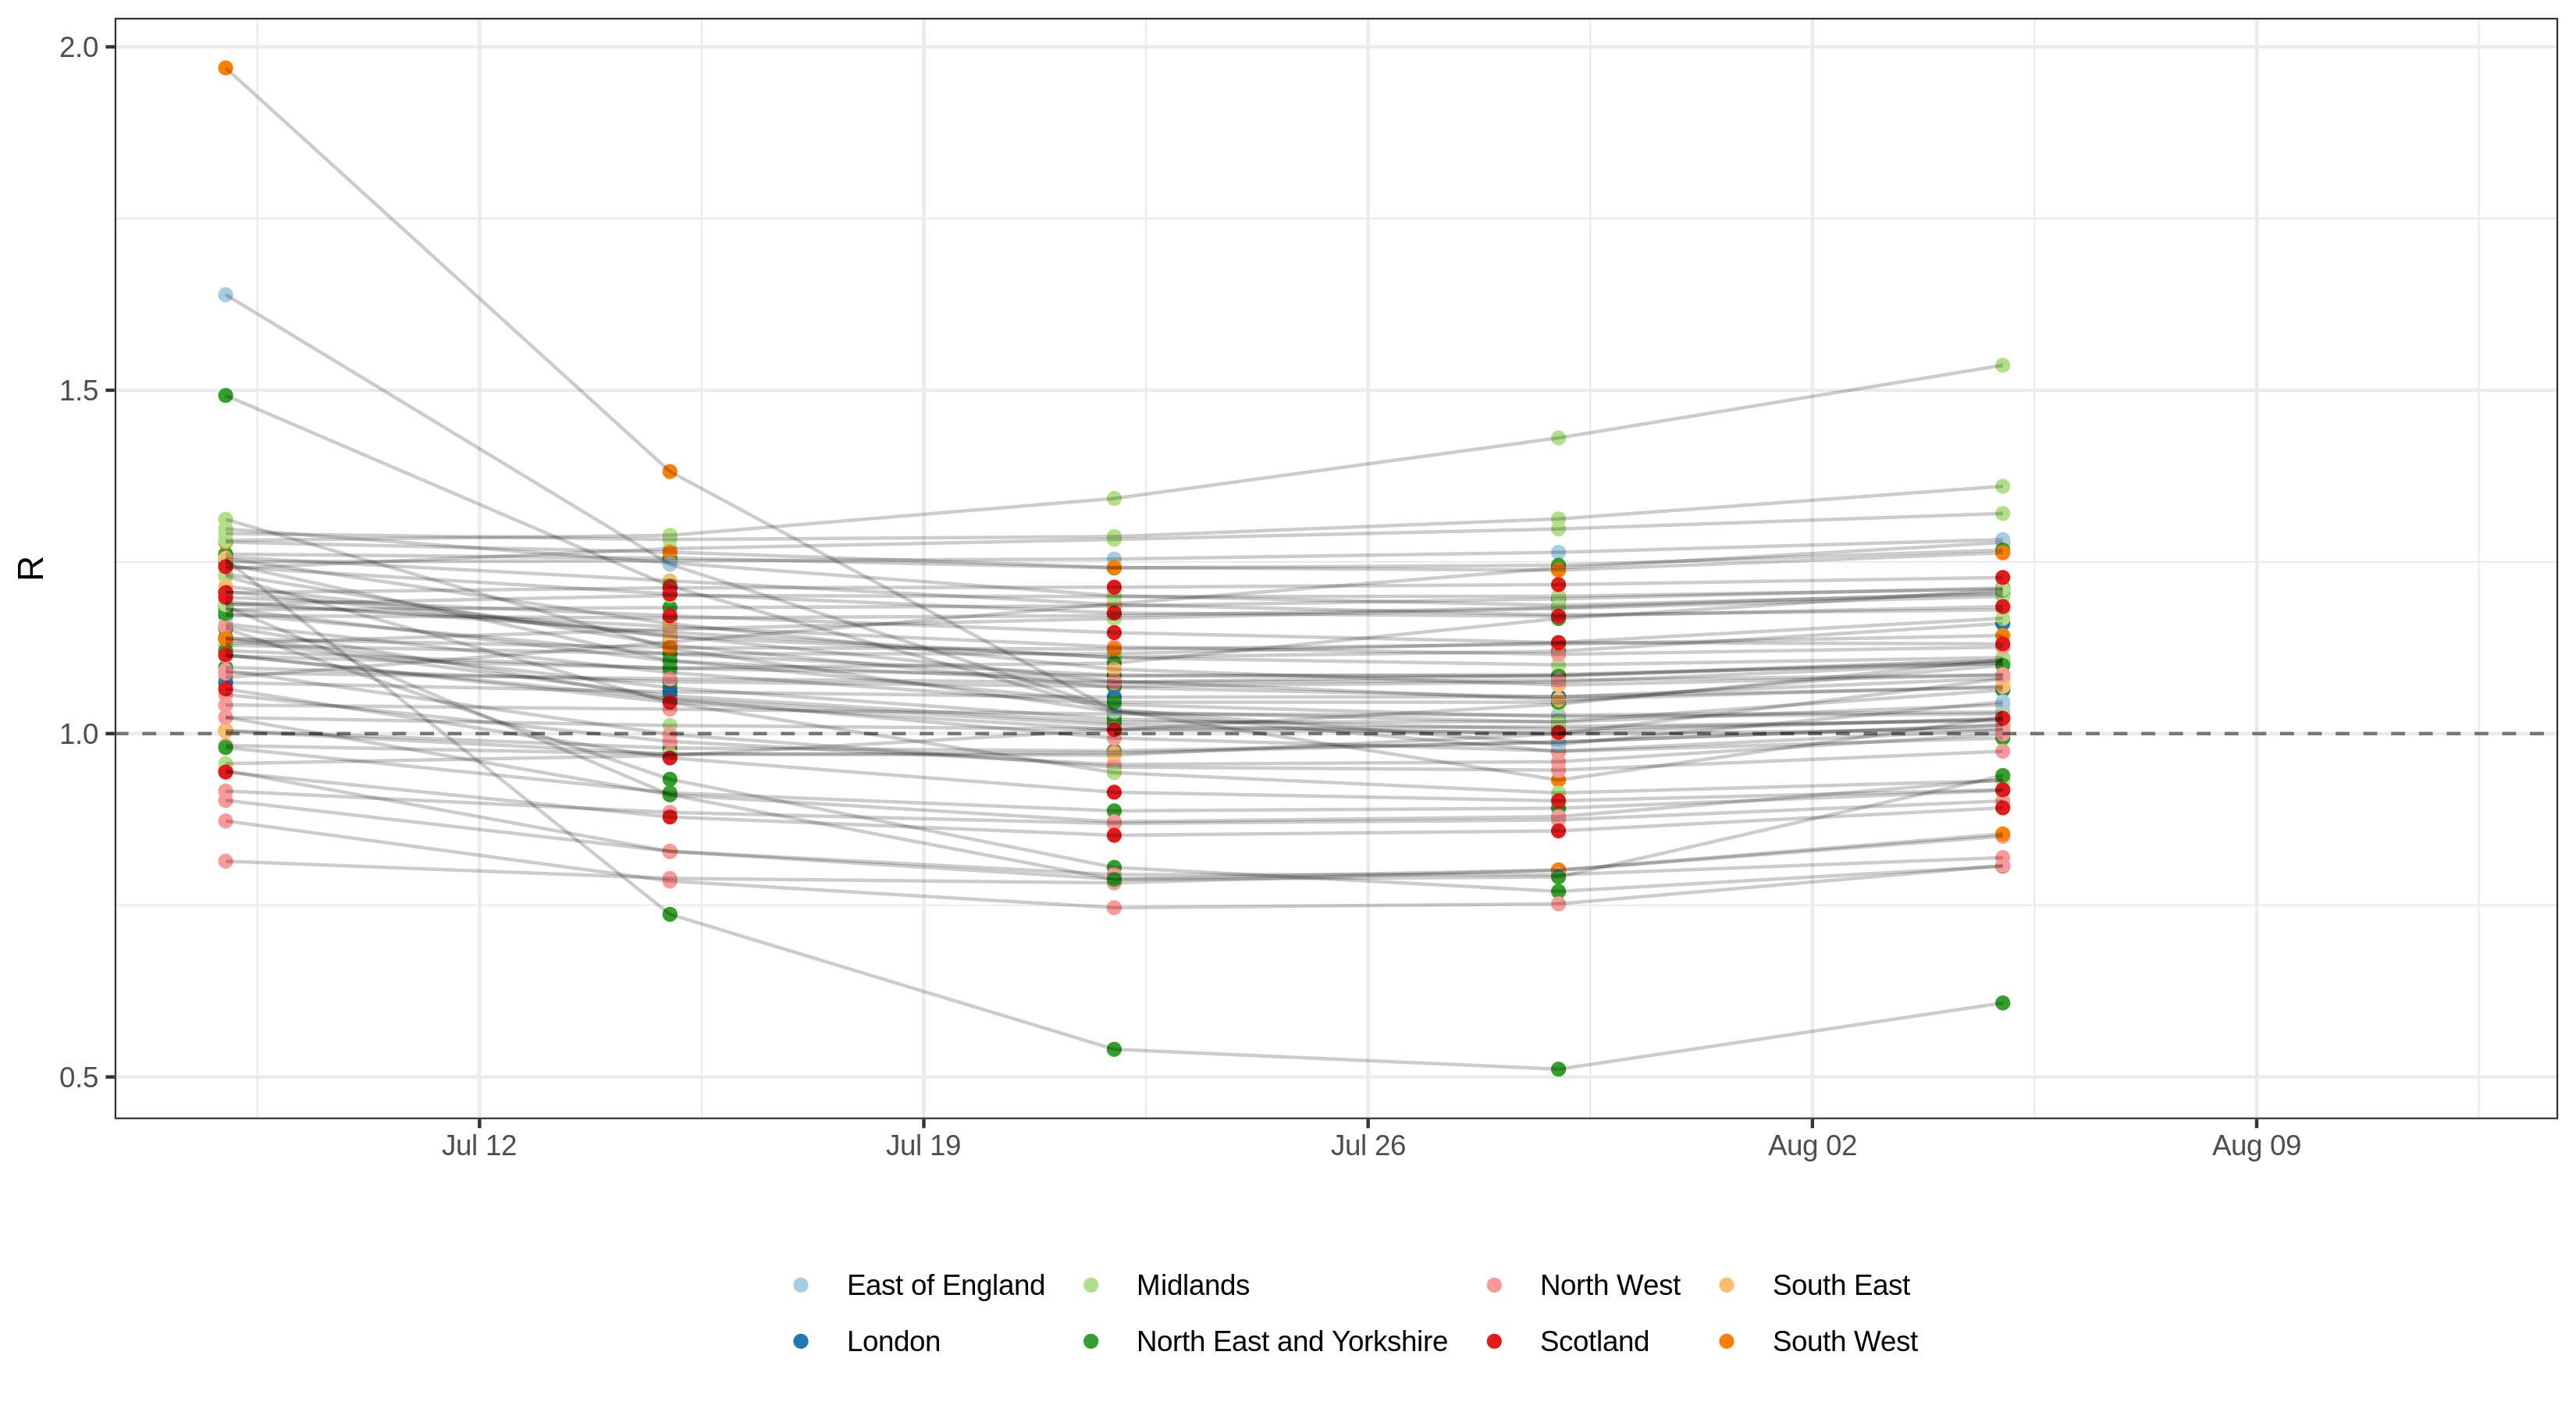 2.0
1.5
1.0
0.5
R
Jul 12 Jul 19 Jul 26 Aug 02 Aug 09
East of England Midlands North West South East
London North East and Yorkshire Scotland South West